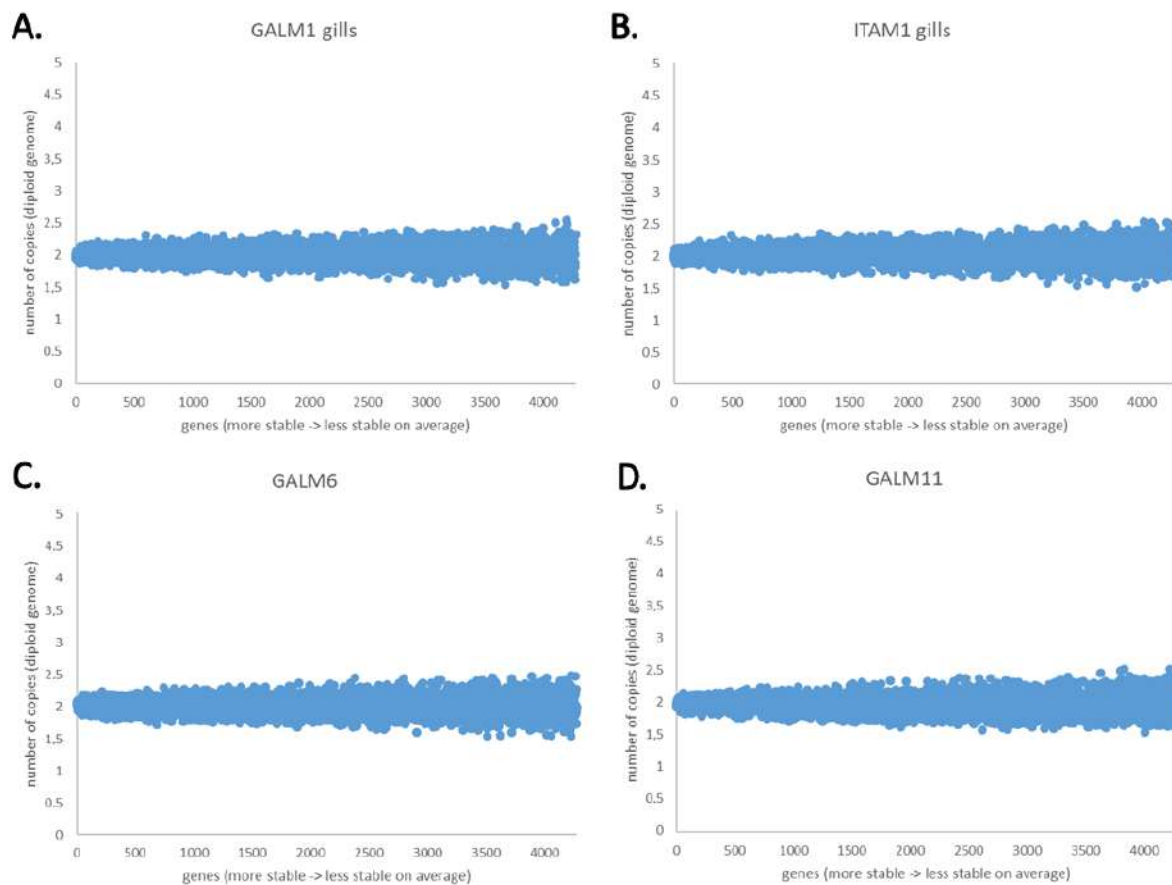 A.
GALM1 gills
5
4.5
4
3.5
3
2.5
2
1.5
1
0.5
0
number of copies (diploid genome)
0 500 1000 1500 2000 2500 3000 3500 4000
genes (more stable -> less stable on average)
B.
ITAM1 gills
5
4.5
4
3.5
3
2.5
2
1.5
1
0.5
0
number of copies (diploid genome)
0 500 1000 1500 2000 2500 3000 3500 4000
genes (more stable -> less stable on average)
C.
GALM6
5
4.5
4
3.5
3
2.5
2
1.5
1
0.5
0
number of copies (diploid genome)
0 500 1000 1500 2000 2500 3000 3500 4000
genes (more stable -> less stable on average)
D.
GALM11
5
4.5
4
3,5
3
2.5
2
1.5
1
0.5
0
number of copies (diploid genome)
0 500 1000 1500 2000 2500 3000 3500 4000
genes (more stable -> less stable on average)